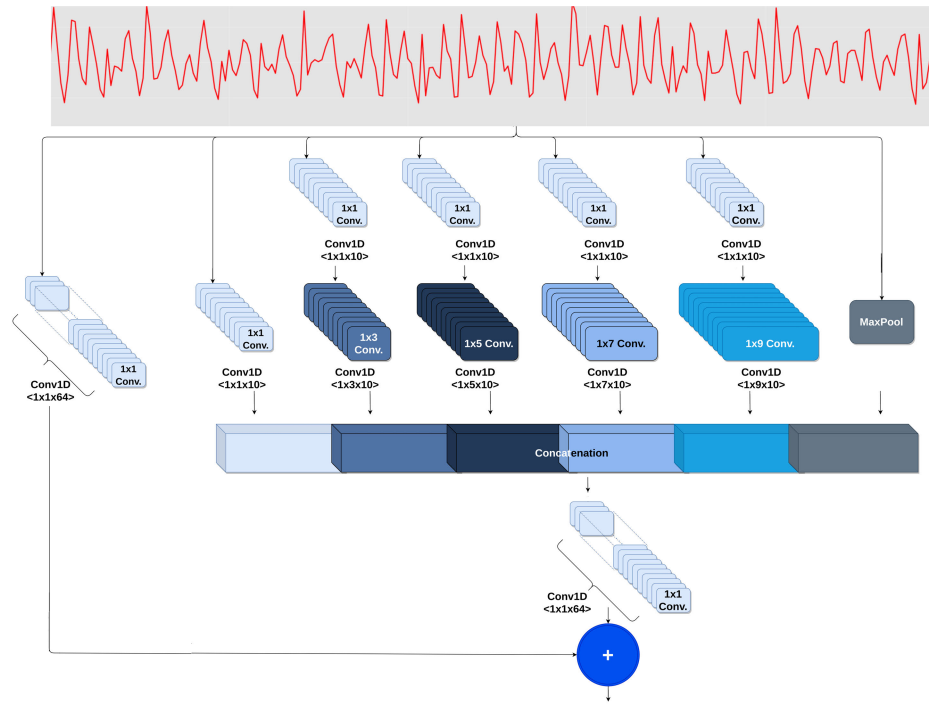 1x1
Conv.
1x1
Conv.
1x1
Conv.
1x1
Conv.
Conv1D
<1x1x10>
Conv1D
<1x1x10>
Conv1D
<1x1x10>
Conv1D
<1x1x10>
1x1
Conv.
1x3
Conv.
1x5 Conv.
1x7 Conv.
1x9 Conv.
MaxPool
1x1
Conv.
Conv1D
<1x1x64>
Conv1D
<1x1x10>
Conv1D
<1x3x10>
Conv1D
<1x5x10>
Conv1D
<1x7x10>
Conv1D
<1x9x10>
Concatenation
1x1
Conv.
Conv1D
<1x1x64>
+